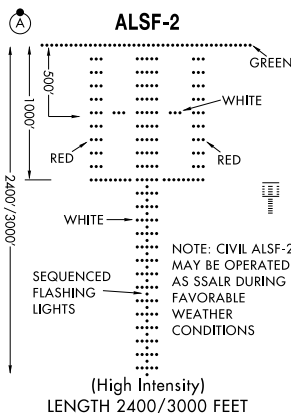 A
ALSF-2
GREEN
500'
1000'
2400'/3000'
WHITE
RED
RED
WHITE
SEQUENCED
FLASHING
LIGHTS
NOTE: CIVIL ALSF-2
MAY BE OPERATED
AS SSALR DURING
FAVORABLE
WEATHER
CONDITIONS
(High Intensity)
LENGTH 2400/3000 FEET